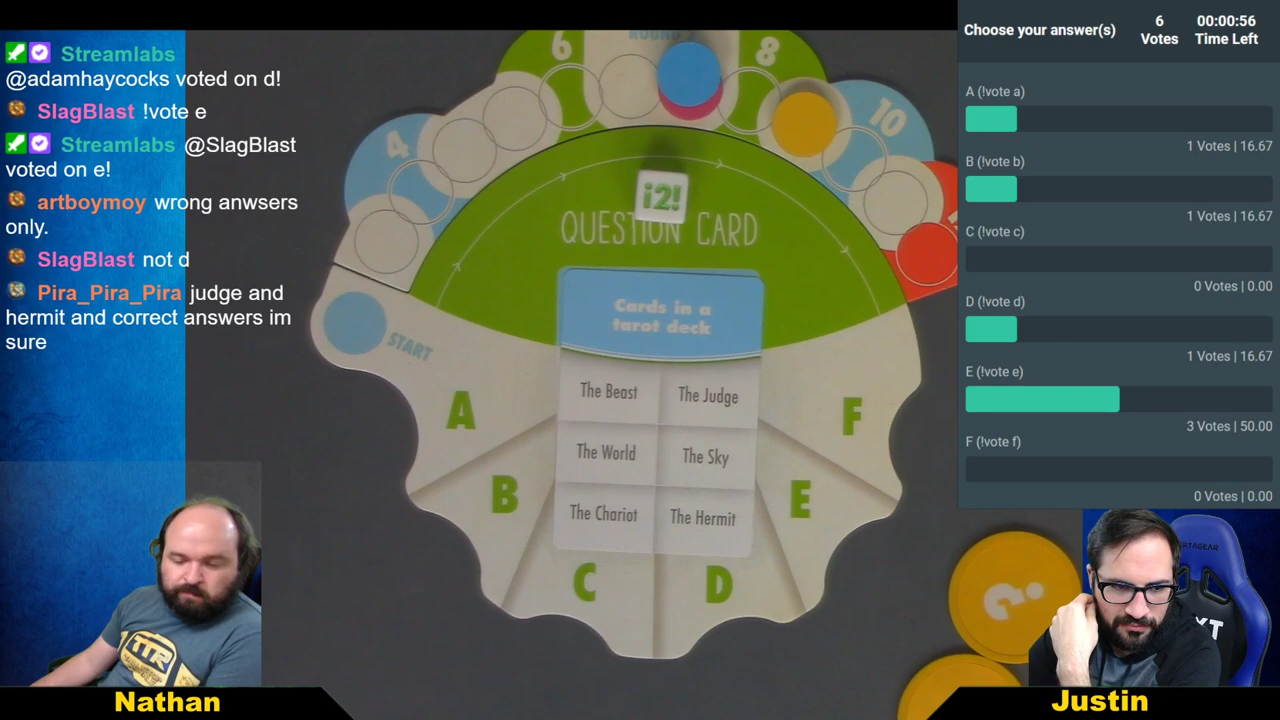 Streamlabs
@adamhaycocks voted on d!
SlagBlast !vote e
Streamlabs @SlagBlast
voted on e!
artboymoy wrong anwsers
only.
SlagBlast not d
Pira_Pira_Pira judge and
hermit and correct answers im
sure
4
6
8
10
START
¡2!
QUESTION CARD
Cards in a
tarot deck
The Beast
The Judge
The World
The Sky
The Chariot
The Hermit
A
B
C
D
E
F
Choose your answer(s)
6
Votes
00:00:56
Time Left
A (!vote a)
1 Votes | 16.67
B (!vote b)
1 Votes | 16.67
C (!vote c)
0 Votes | 0.00
D (!vote d)
1 Votes | 16.67
E (!vote e)
3 Votes | 50.00
F (!vote f)
0 Votes | 0.00
TTR
XT
Nathan
Justin